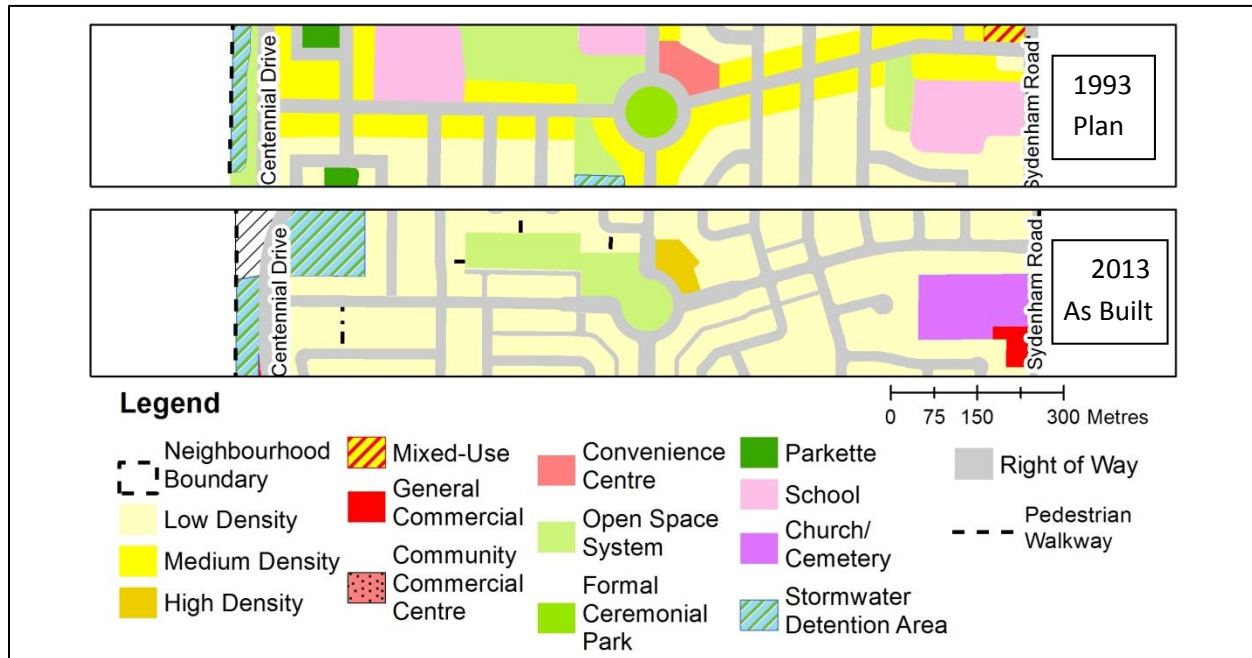 Centennial Drive
Sydenham Road
1993
Plan
Centennial Drive
Sydenham Road
2013
As Built
Legend
0 75 150 300 Metres
Neighbourhood
Boundary
Low Density
Medium Density
High Density
Mixed-Use
General
Commercial
Community
Commercial
Centre
Convenience
Centre
Open Space
System
Formal
Ceremonial
Park
Parkette
School
Church/
Cemetery
Stormwater
Detention Area
Right of Way
Pedestrian
Walkway